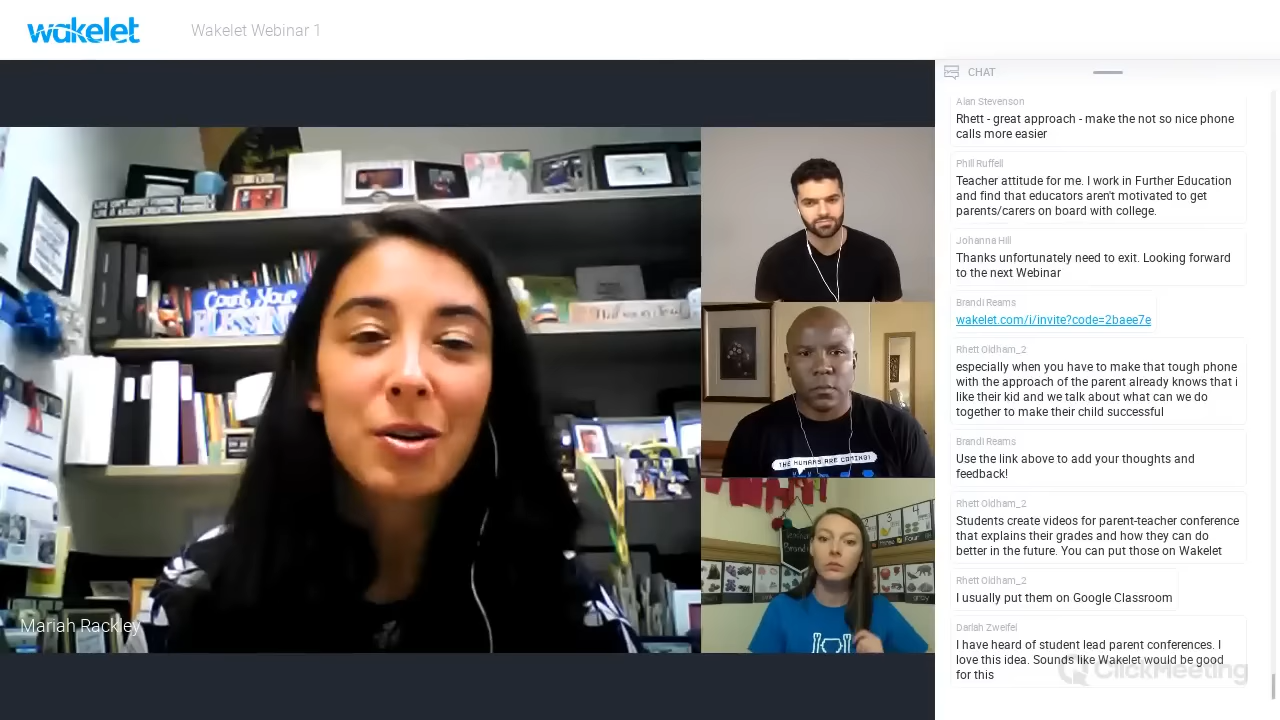 wakelet
Wakelet Webinar 1
CHAT
Alan Stevenson
Rhett - great approach - make the not so nice phone
calls more easier
Phill Ruffell
Teacher attitude for me. I work in Further Education
and find that educators aren't motivated to get
parents/carers on board with college.
Johanna Hill
Thanks unfortunately need to exit. Looking forward
to the next Webinar
Brandi Reams
wakelet.com/i/invite?code=2baee7e
Rhett Oldham_2
especially when you have to make that tough phone
with the approach of the parent already knows that i
like their kid and we talk about what can we do
together to make their child successful
Brandi Reams
Use the link above to add your thoughts and
feedback!
Rhett Oldham_2
Students create videos for parent-teacher conference
that explains their grades and how they can do
better in the future. You can put those on Wakelet
Rhett Oldham_2
I usually put them on Google Classroom
Dariah Zweifel
I have heard of student lead parent conferences. I
love this idea. Sounds like Wakelet would be good
for this
ClickMeeting
Count Your
BLESSINGS
Mariah Rackley
THE HUMANS ARE COMING!
3
4
Four